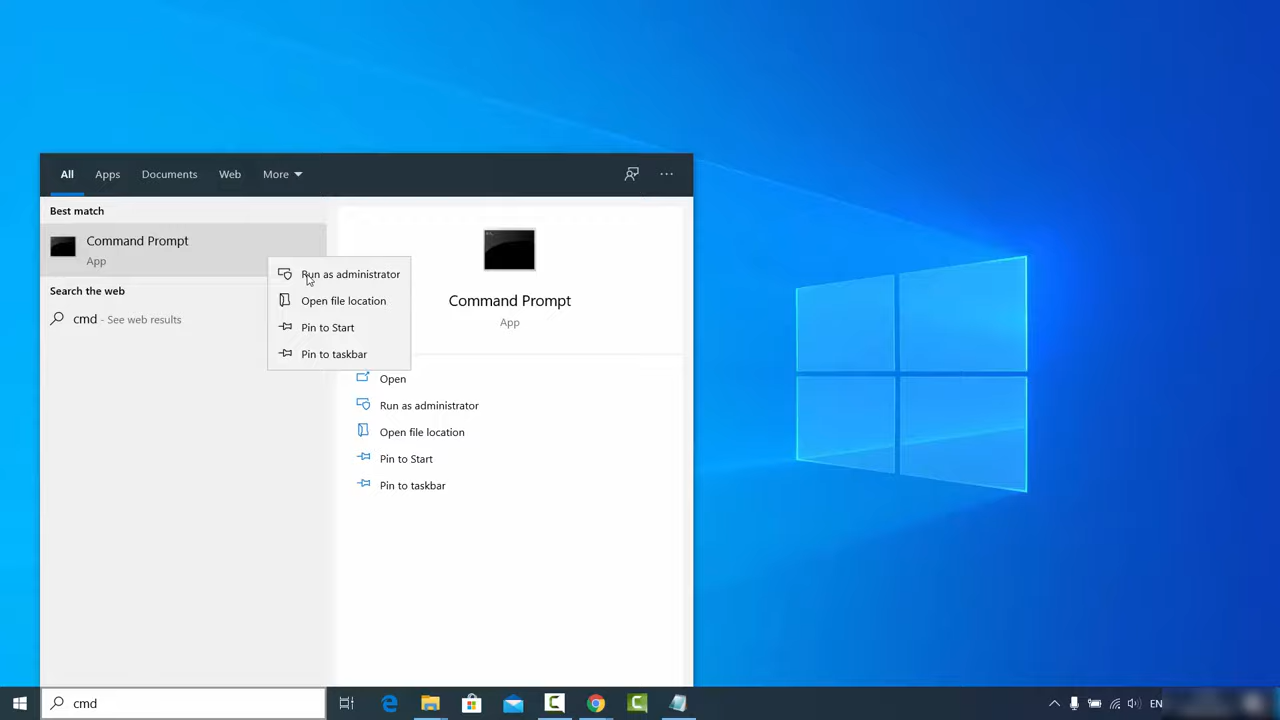 All Apps Documents Web More
Best match
Command Prompt
App
Search the web
cmd - See web results
Run as administrator
Open file location
Pin to Start
Pin to taskbar
Command Prompt
App
Open
Run as administrator
Open file location
Pin to Start
Pin to taskbar
cmd
EN